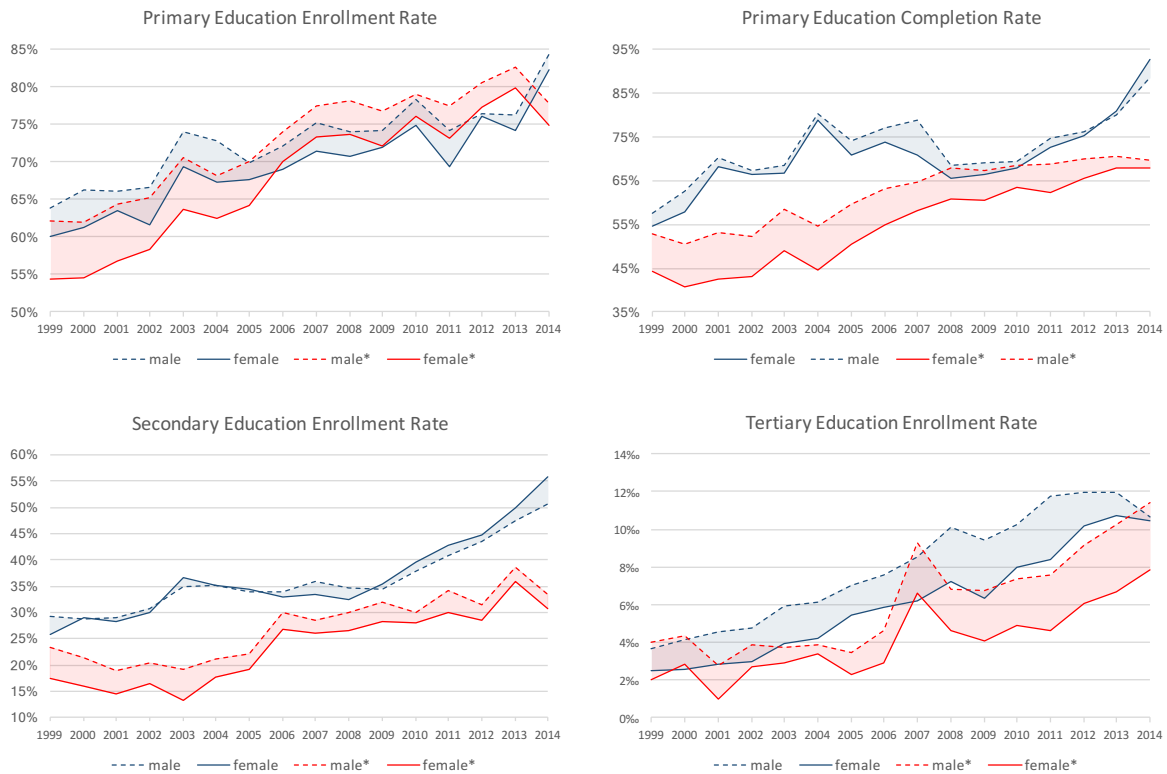 Primary Education Enrollment Rate
85%
80%
75%
70%
65%
60%
55%
50%
1999 2000 2001 2002 2003 2004 2005 2006 2007 2008 2009 2010 2011 2012 2013 2014
male female male* female*
Primary Education Completion Rate
95%
85%
75%
65%
55%
45%
35%
1999 2000 2001 2002 2003 2004 2005 2006 2007 2008 2009 2010 2011 2012 2013 2014
female male female* male*
Secondary Education Enrollment Rate
60%
55%
50%
45%
40%
35%
30%
25%
20%
15%
10%
1999 2000 2001 2002 2003 2004 2005 2006 2007 2008 2009 2010 2011 2012 2013 2014
male female male* female*
Tertiary Education Enrollment Rate
14‰
12‰
10‰
8‰
6‰
4‰
2‰
0‰
1999 2000 2001 2002 2003 2004 2005 2006 2007 2008 2009 2010 2011 2012 2013 2014
male female male* female*